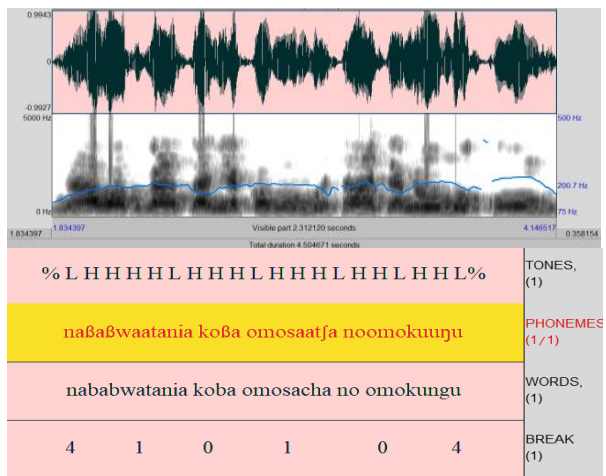 0.9943
0
-0.9927
5000 Hz 500 Hz
200.7 Hz
0 Hz 75 Hz
1.834397 Visible part 2.312120 seconds 4.146517
1.834397 0.358154
Total duration 4.504671 seconds
%L H H H H L H H H L H H H L H H L H H L% TONES,
(1)
naßaßwaatania koßa omosaatʃa noomokuuŋu PHONEMES
(1/1)
nababwatania koba omosacha no omokungu WORDS,
(1)
4 1 0 1 0 4 BREAK
(1)